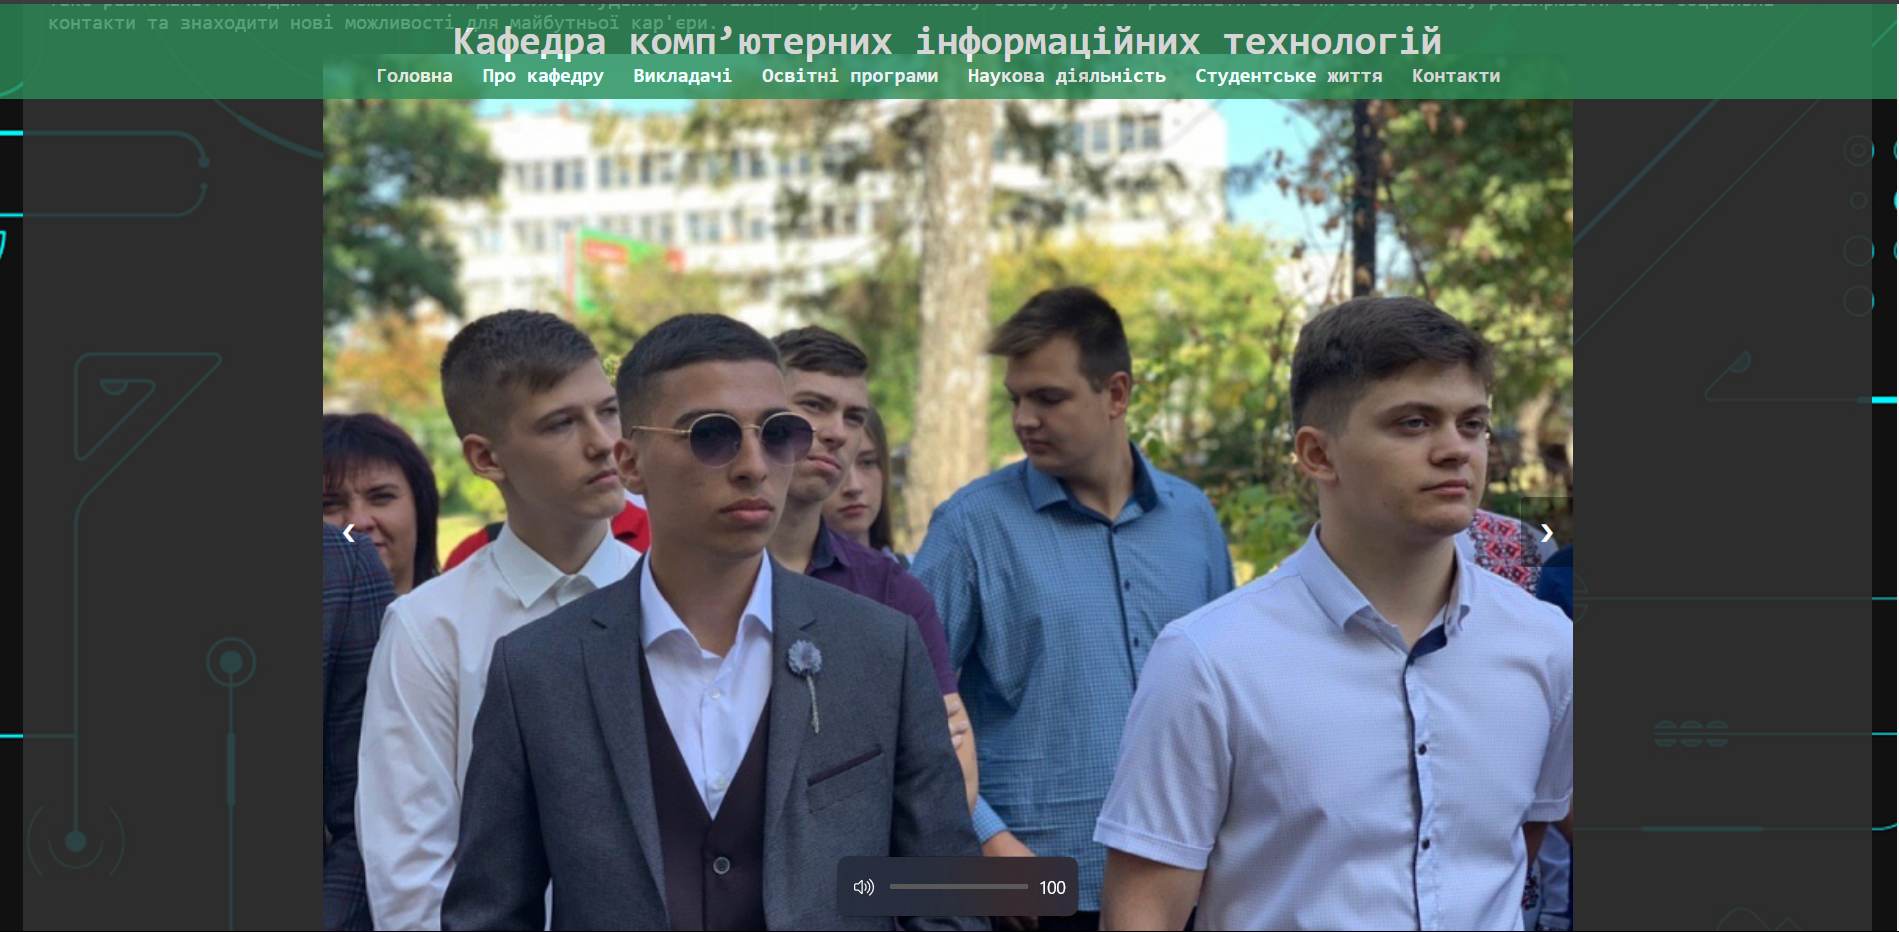 контакти та знаходити нові можливості для майбутньої кар'єри.
Кафедра комп’ютерних інформаційних технологій
Головна Про кафедру Викладачі Освітні програми Наукова діяльність Студентське життя Контакти
❮ ❯
100